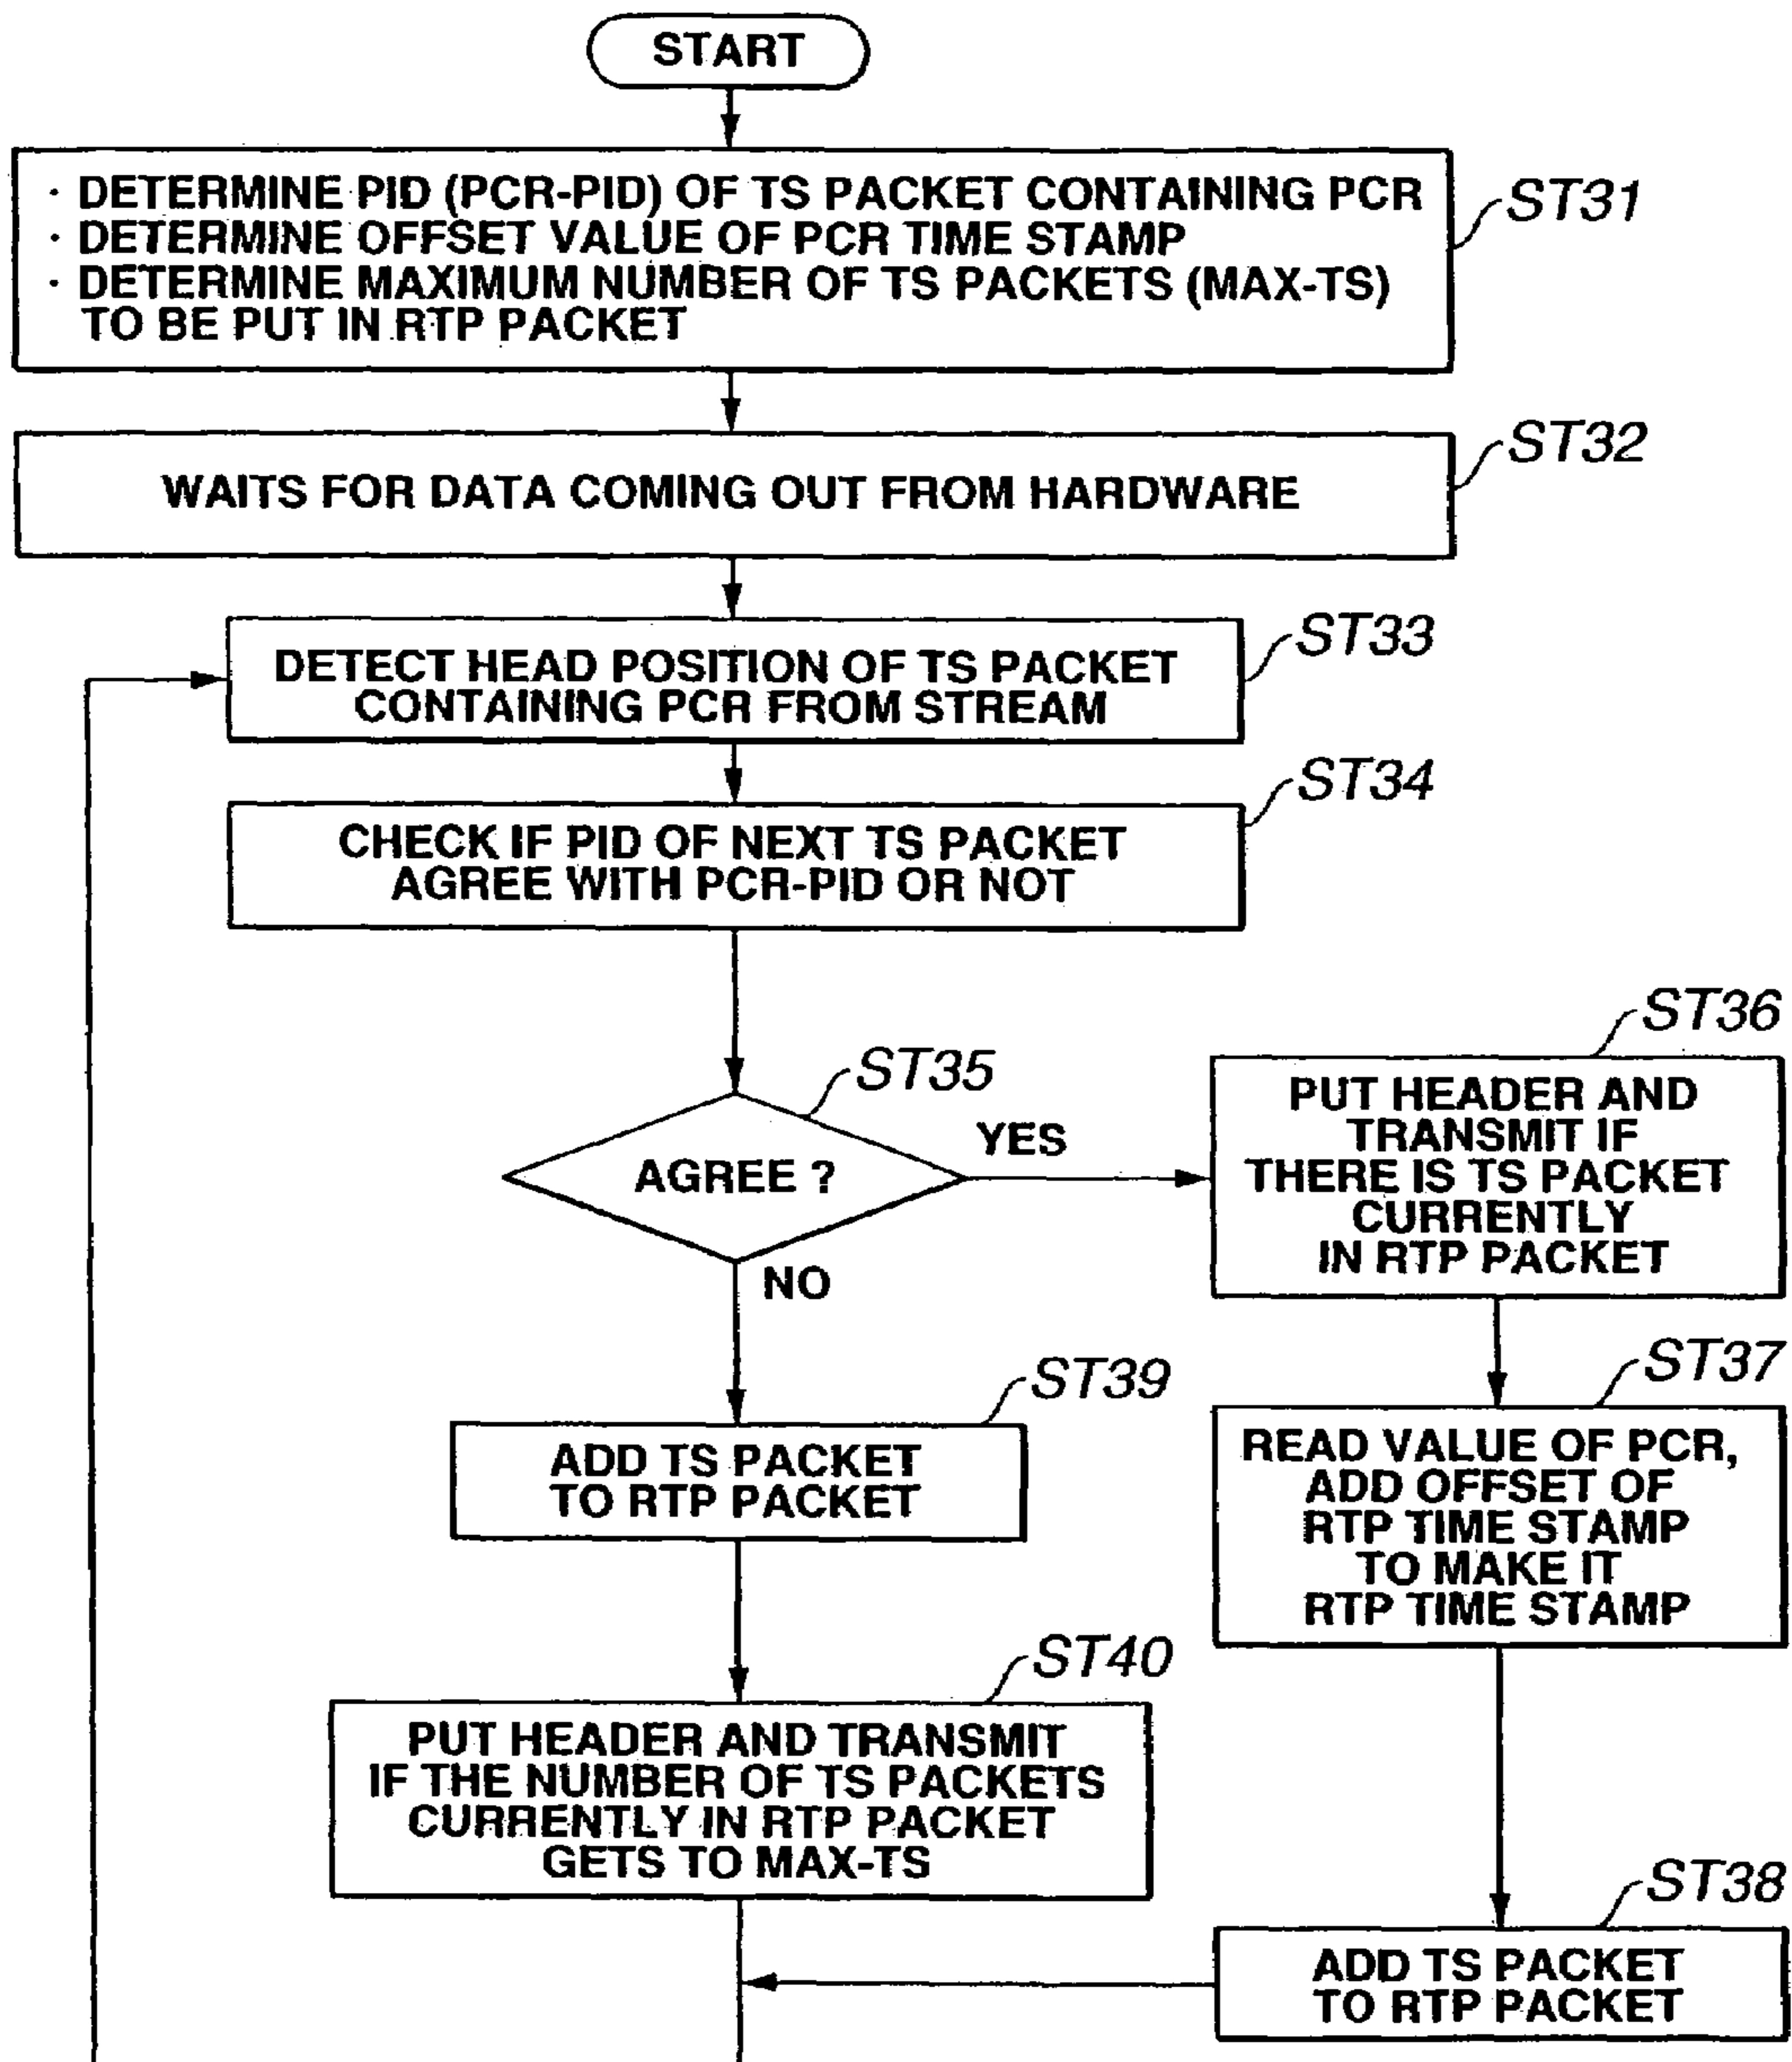 START
· DETERMINE PID (PCR-PID) OF TS PACKET CONTAINING PCR
· DETERMINE OFFSET VALUE OF PCR TIME STAMP
· DETERMINE MAXIMUM NUMBER OF TS PACKETS (MAX-TS)
TO BE PUT IN RTP PACKET
ST31
WAITS FOR DATA COMING OUT FROM HARDWARE
ST32
DETECT HEAD POSITION OF TS PACKET
CONTAINING PCR FROM STREAM
ST33
CHECK IF PID OF NEXT TS PACKET
AGREE WITH PCR-PID OR NOT
ST34
AGREE ?
ST35
YES
NO
PUT HEADER AND
TRANSMIT IF
THERE IS TS PACKET
CURRENTLY
IN RTP PACKET
ST36
READ VALUE OF PCR,
ADD OFFSET OF
RTP TIME STAMP
TO MAKE IT
RTP TIME STAMP
ST37
ADD TS PACKET
TO RTP PACKET
ST39
PUT HEADER AND TRANSMIT
IF THE NUMBER OF TS PACKETS
CURRENTLY IN RTP PACKET
GETS TO MAX-TS
ST40
ADD TS PACKET
TO RTP PACKET
ST38